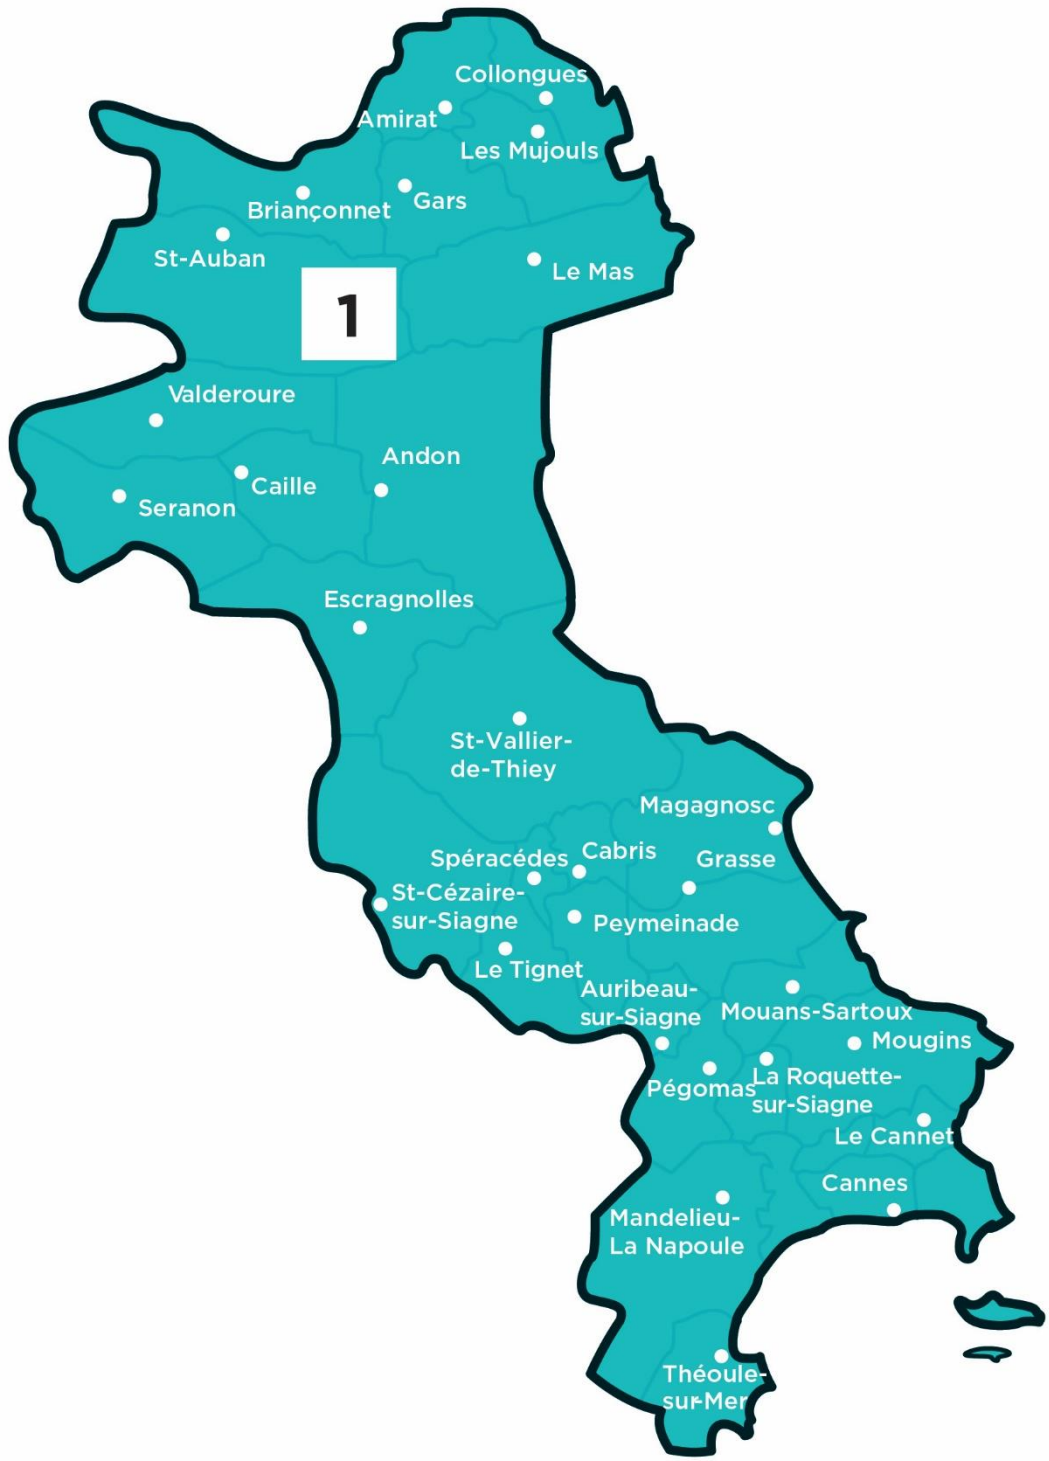 Collongues
Amirat
Les Mujouls
Briançonnet
Gars
St-Auban
Le Mas
1
Valderoure
Andon
Caille
Seranon
Escragnolles
St-Vallier-
de-Thiey
Magagnosc
Spéracédes
Cabris
Grasse
St-Cézaire-
sur-Siagne
Peymeinade
Le Tignet
Auribeau-
sur-Siagne
Mouans-Sartoux
Mougins
Pégomas
La Roquette-
sur-Siagne
Le Cannet
Cannes
Mandelieu-
La Napoule
Théoule-
sur-Mer